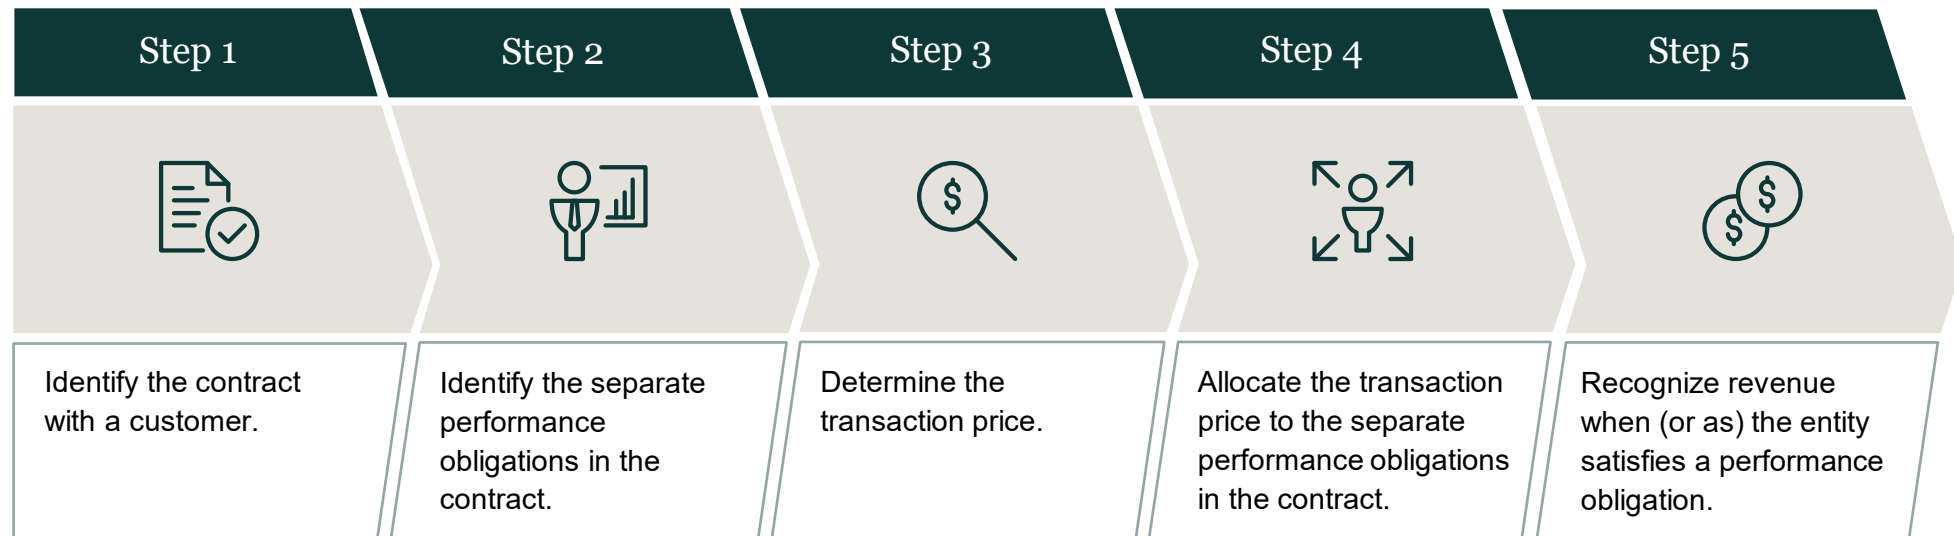 Step 1
Step 2
Step 3
Step 4
Step 5
$
$
$
Identify the contract
with a customer.
Identify the separate
performance
obligations in the
contract.
Determine the
transaction price.
Allocate the transaction
price to the separate
performance obligations
in the contract.
Recognize revenue
when (or as) the entity
satisfies a performance
obligation.